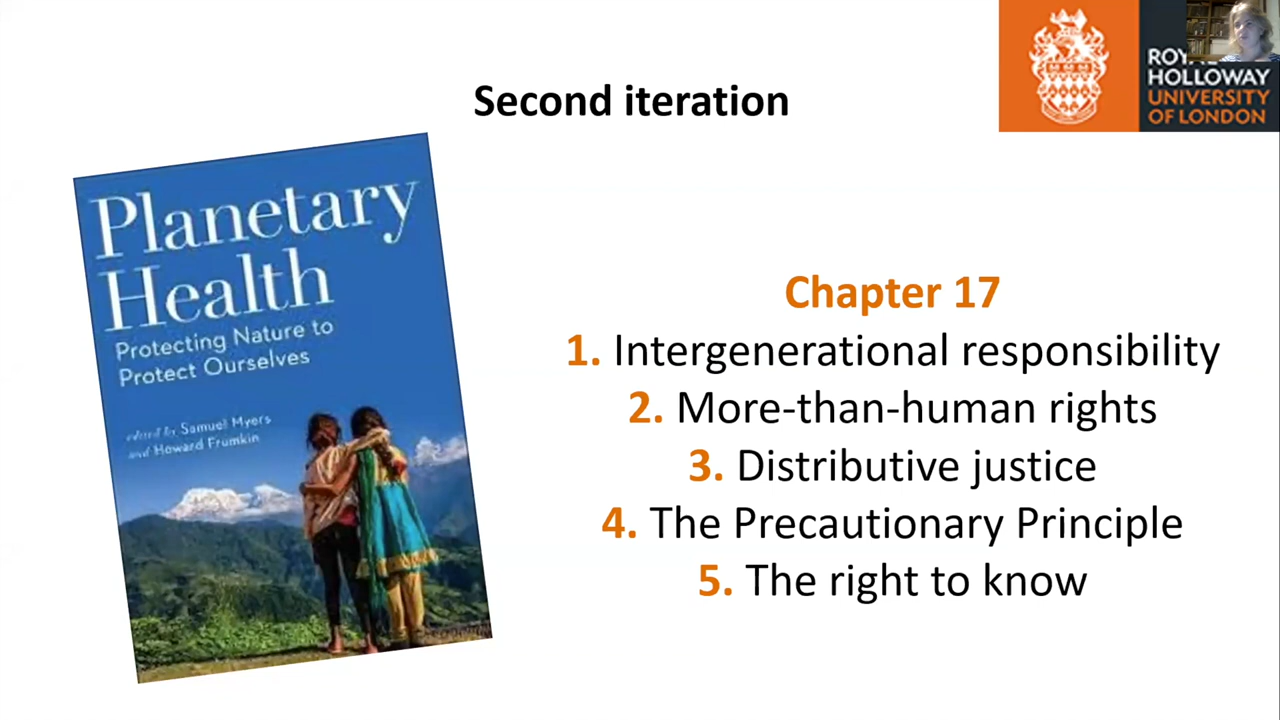 Second iteration
ROYAL
HOLLOWAY
UNIVERSITY
OF LONDON
Planetary
Health
Protecting Nature to
Protect Ourselves
edited by Samuel Myers
and Howard Frumkin
Chapter 17
1. Intergenerational responsibility
2. More-than-human rights
3. Distributive justice
4. The Precautionary Principle
5. The right to know